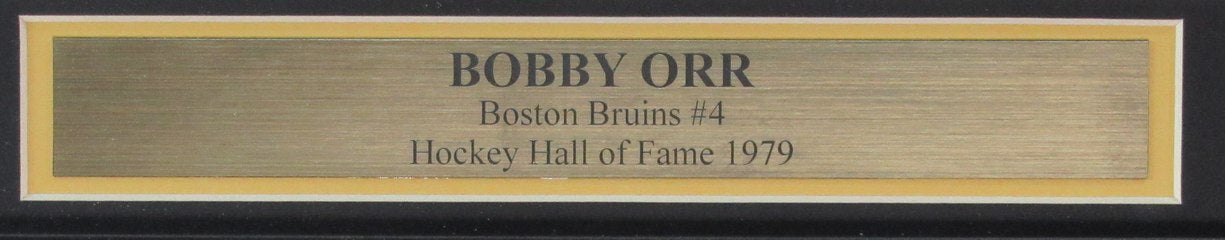 BOBBY ORR
Boston Bruins #4
Hockey Hall of Fame 1979